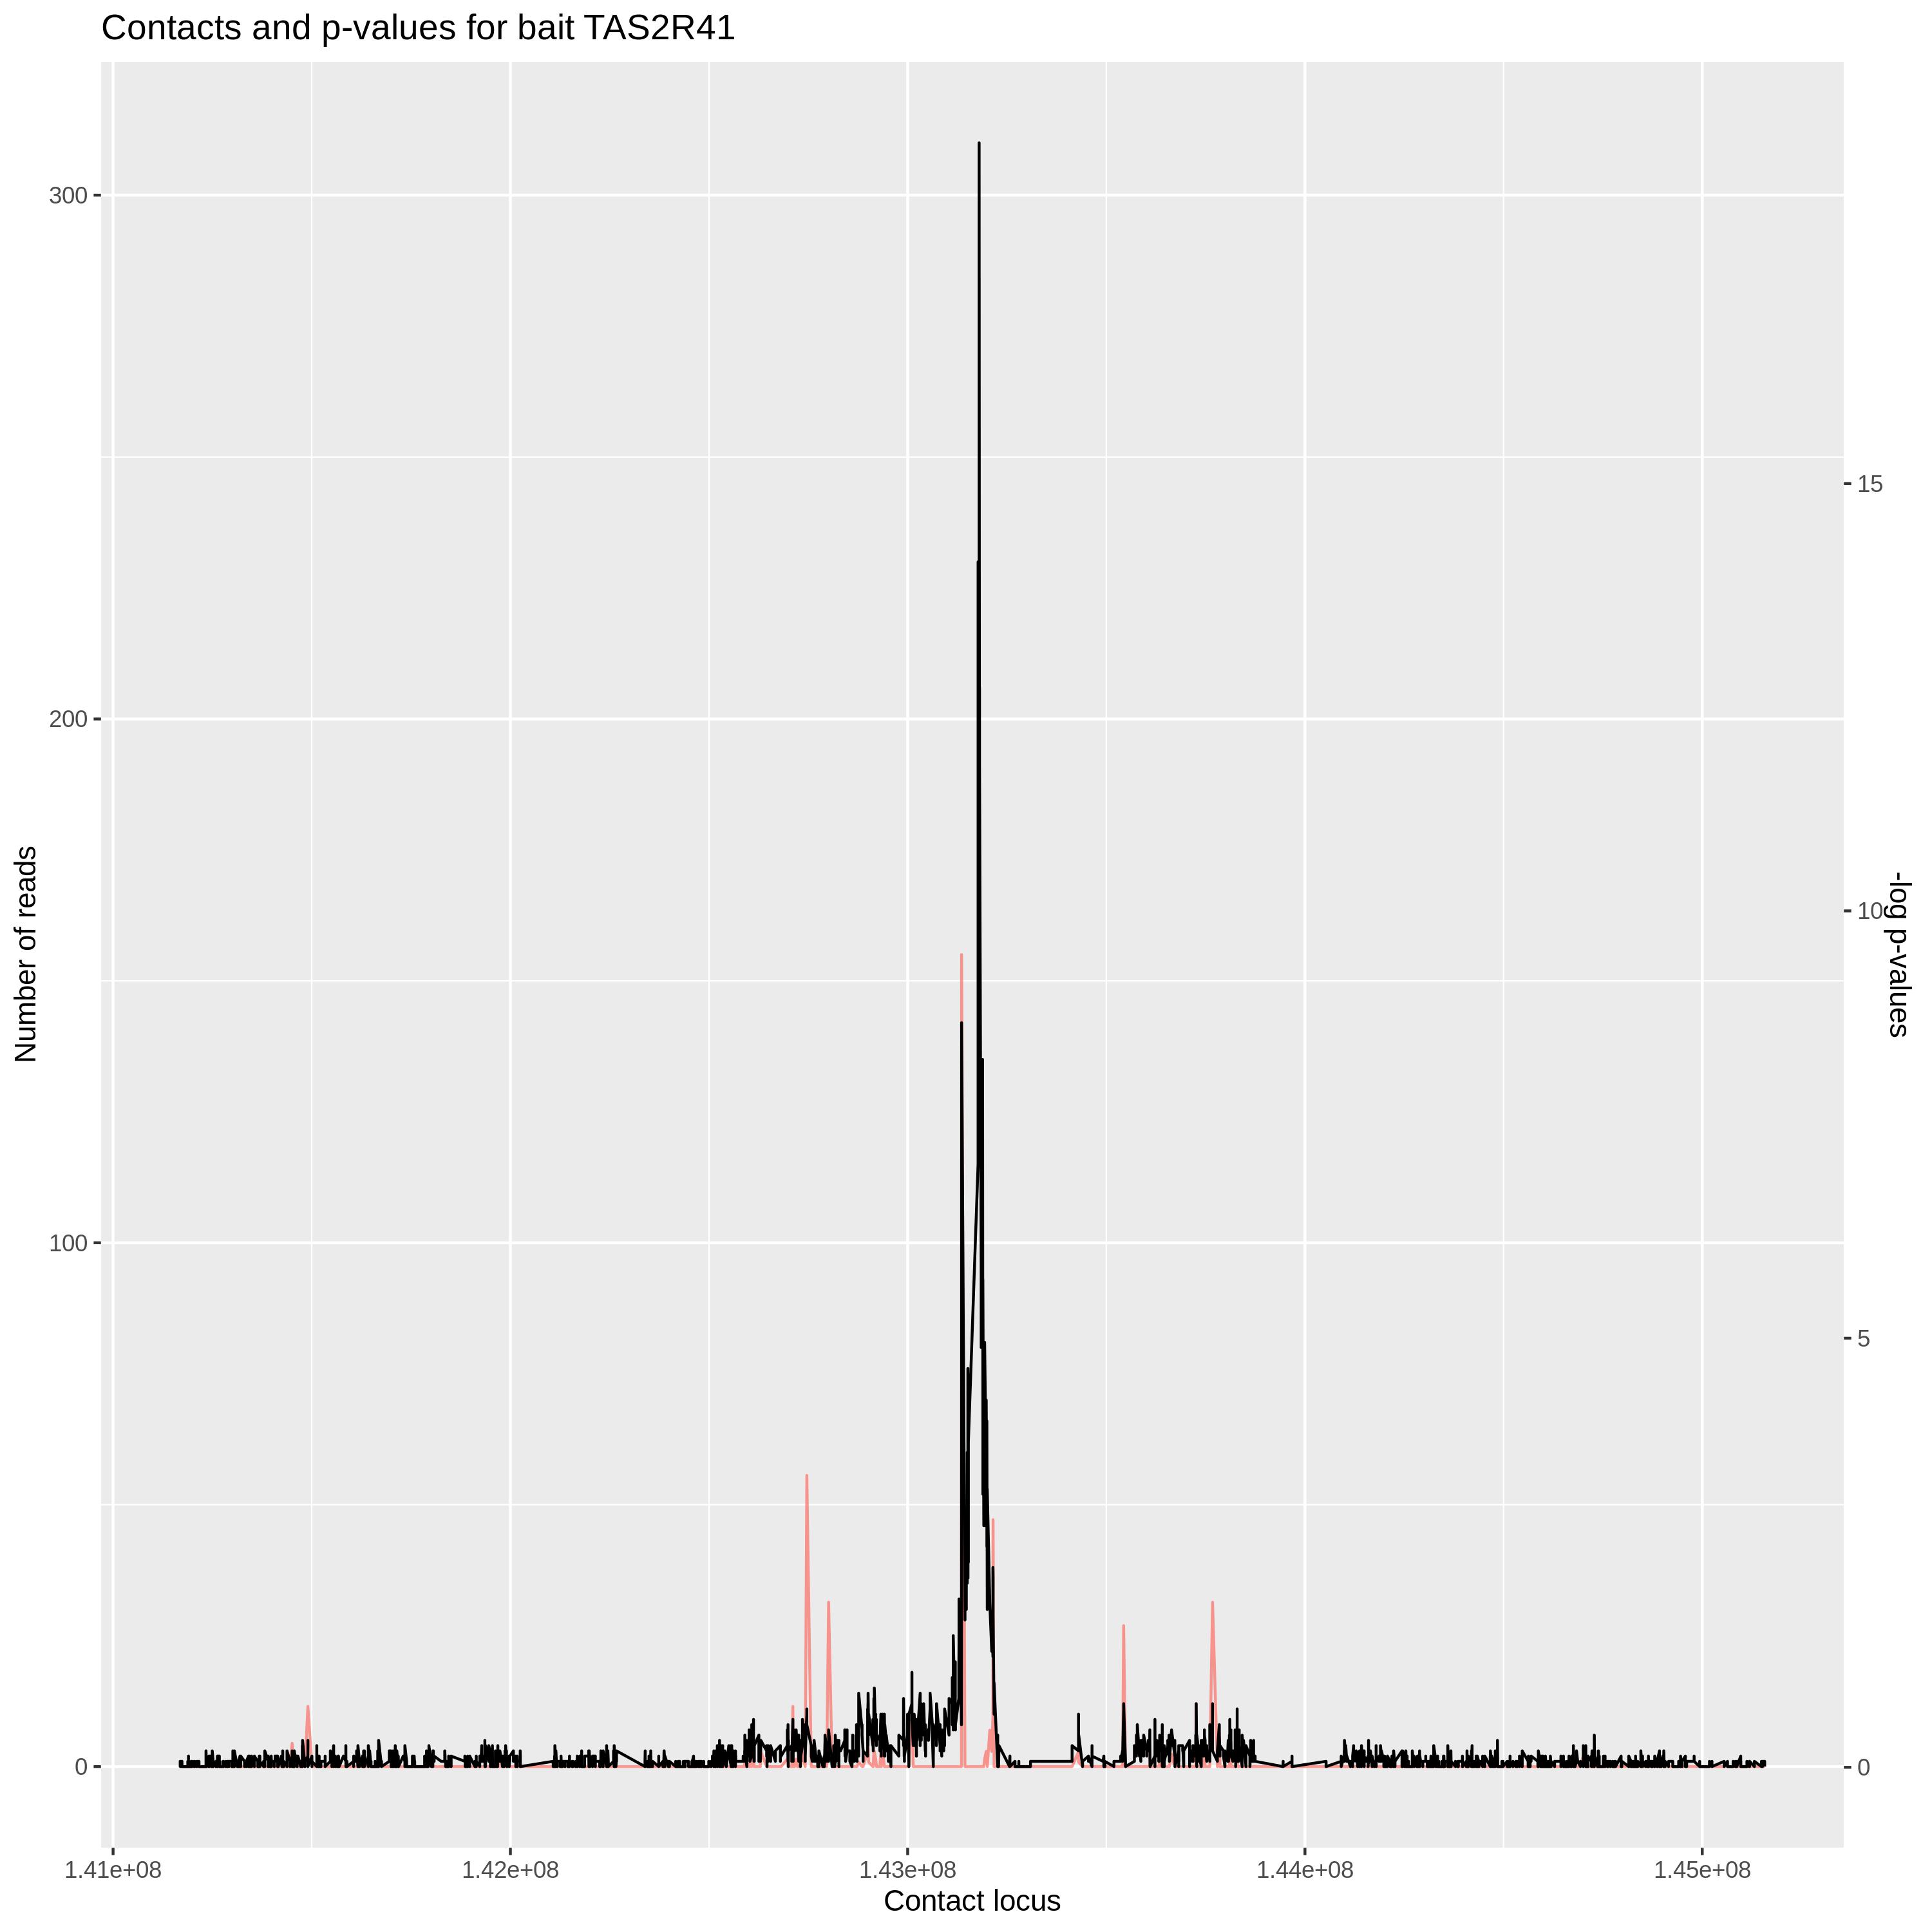 Contacts and p-values for bait TAS2R41
300
200
100
0
Number of reads
15
10
5
0
-log p-values
1.41e+08
1.42e+08
1.43e+08
1.44e+08
1.45e+08
Contact locus